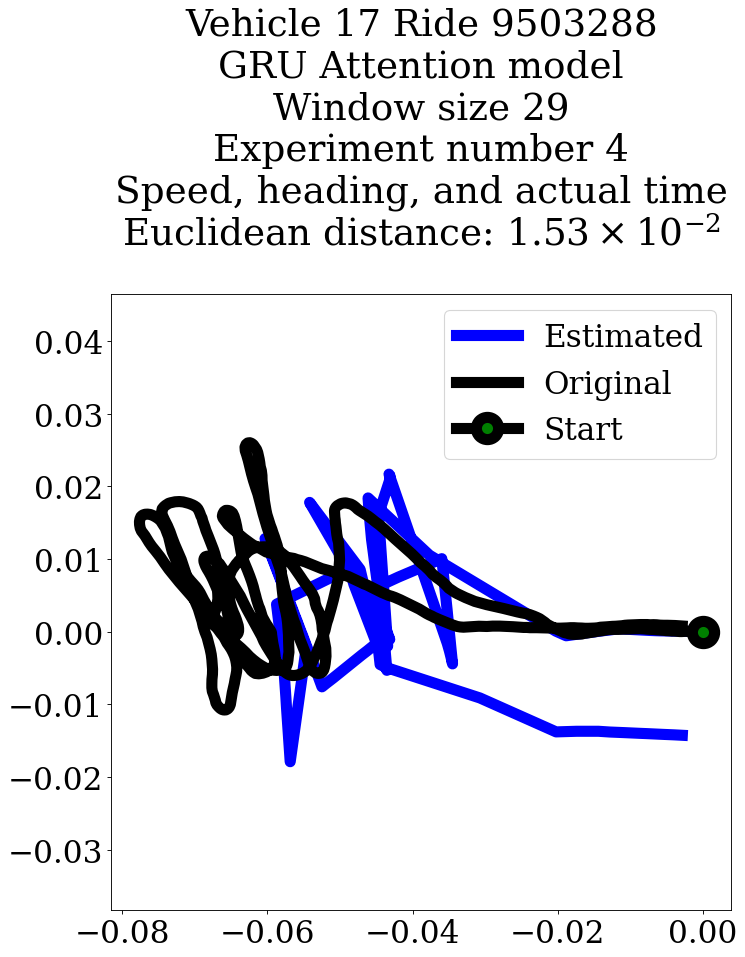 Vehicle 17 Ride 9503288
GRU Attention model
Window size 29
Experiment number 4
Speed, heading, and actual time
Euclidean distance: 1.53 × 10⁻²
Estimated
Original
Start
0.04
0.03
0.02
0.01
0.00
−0.01
−0.02
−0.03
−0.08 −0.06 −0.04 −0.02 0.00